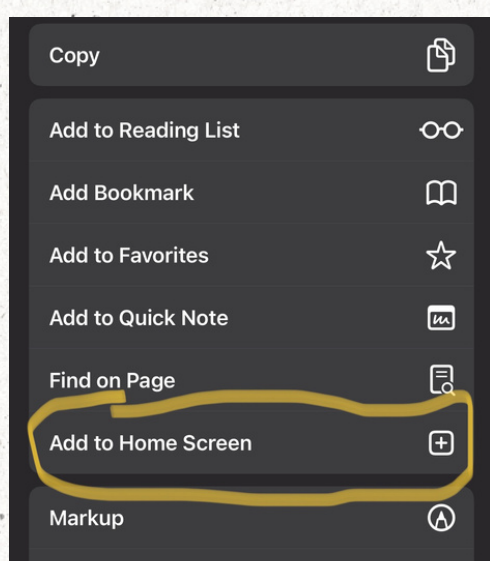 Copy
Add to Reading List
Add Bookmark
Add to Favorites
Add to Quick Note
Find on Page
Add to Home Screen
Markup